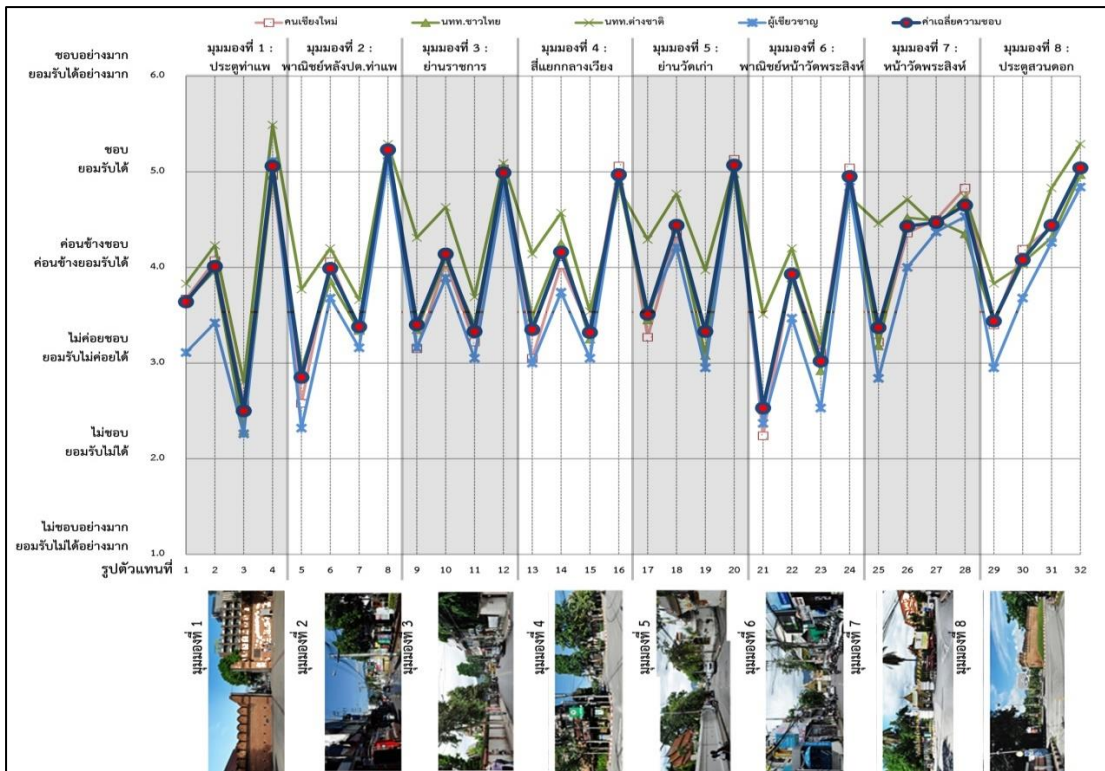 คนเชียงใหม่ นทท.ชาวไทย นทท.ต่างชาติ ผู้เชี่ยวชาญ ค่าเฉลี่ยความชอบ
ชอบอย่างมาก
ยอมรับได้อย่างมาก
มุมมองที่ 1 :
ประตูท่าแพ
มุมมองที่ 2 :
พาณิชย์หลังปต.ท่าแพ
มุมมองที่ 3 :
ย่านราชการ
มุมมองที่ 4 :
สี่แยกกลางเวียง
มุมมองที่ 5 :
ย่านวัดเก่า
มุมมองที่ 6 :
พาณิชย์หน้าวัดพระสิงห์
มุมมองที่ 7 :
หน้าวัดพระสิงห์
มุมมองที่ 8 :
ประตูสวนดอก
6.0
ชอบ
ยอมรับได้
5.0
ค่อนข้างชอบ
ค่อนข้างยอมรับได้
4.0
ไม่ค่อยชอบ
ยอมรับไม่ค่อยได้
3.0
ไม่ชอบ
ยอมรับไม่ได้
2.0
ไม่ชอบอย่างมาก
ยอมรับไม่ได้อย่างมาก
1.0
รูปตัวแทนที่ 1 2 3 4 5 6 7 8 9 10 11 12 13 14 15 16 17 18 19 20 21 22 23 24 25 26 27 28 29 30 31 32
มุมมองที่ 1
มุมมองที่ 2
มุมมองที่ 3
มุมมองที่ 4
มุมมองที่ 5
มุมมองที่ 6
มุมมองที่ 7
มุมมองที่ 8